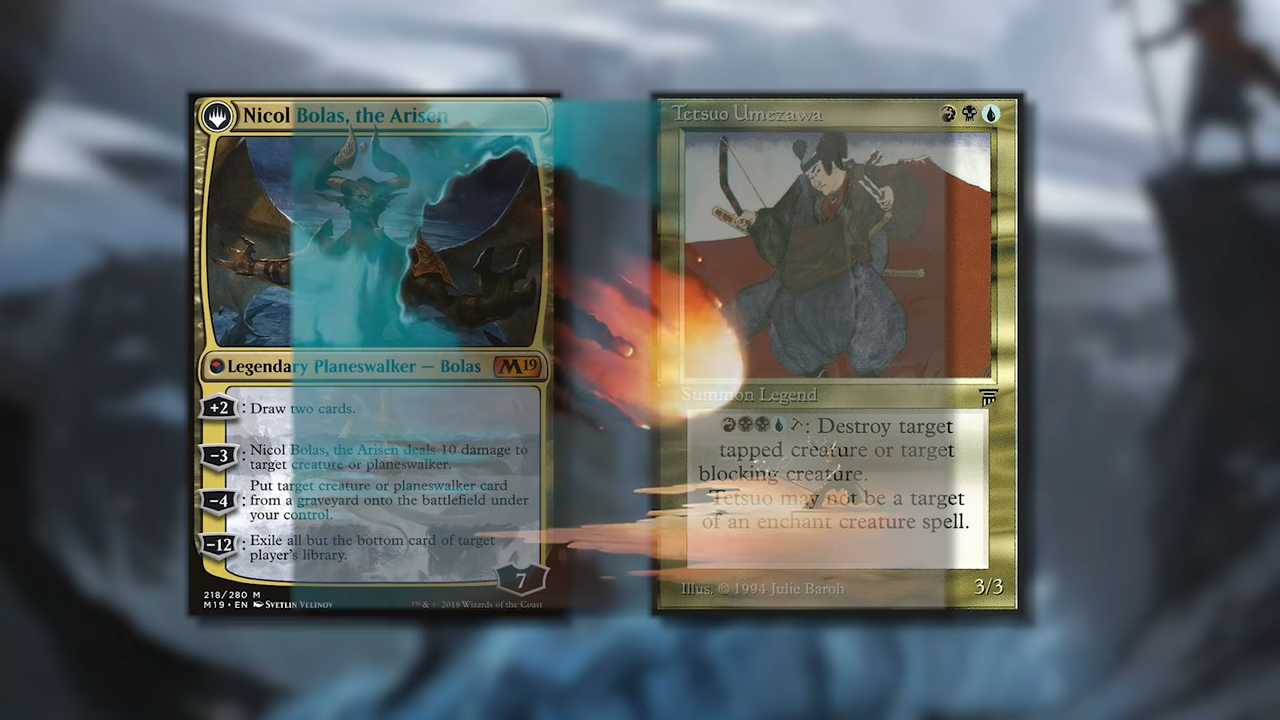 Nicol Bolas, the Arisen
Legendary Planeswalker — Bolas M19
+2: Draw two cards.
-3: Nicol Bolas, the Arisen deals 10 damage to
target creature or planeswalker.
Put target creature or planeswalker card
-4: from a graveyard onto the battlefield under
your control.
-12: Exile all but the bottom card of target
player's library.
7
218/280 M
M19 • EN Svetlin Velinov
™ & © 2018 Wizards of the Coast
Tetsuo Umezawa
Summon Legend
: Destroy target
tapped creature or target
blocking creature.
Tetsuo may not be a target
of an enchant creature spell.
Illus. © 1994 Julie Baroh
3/3